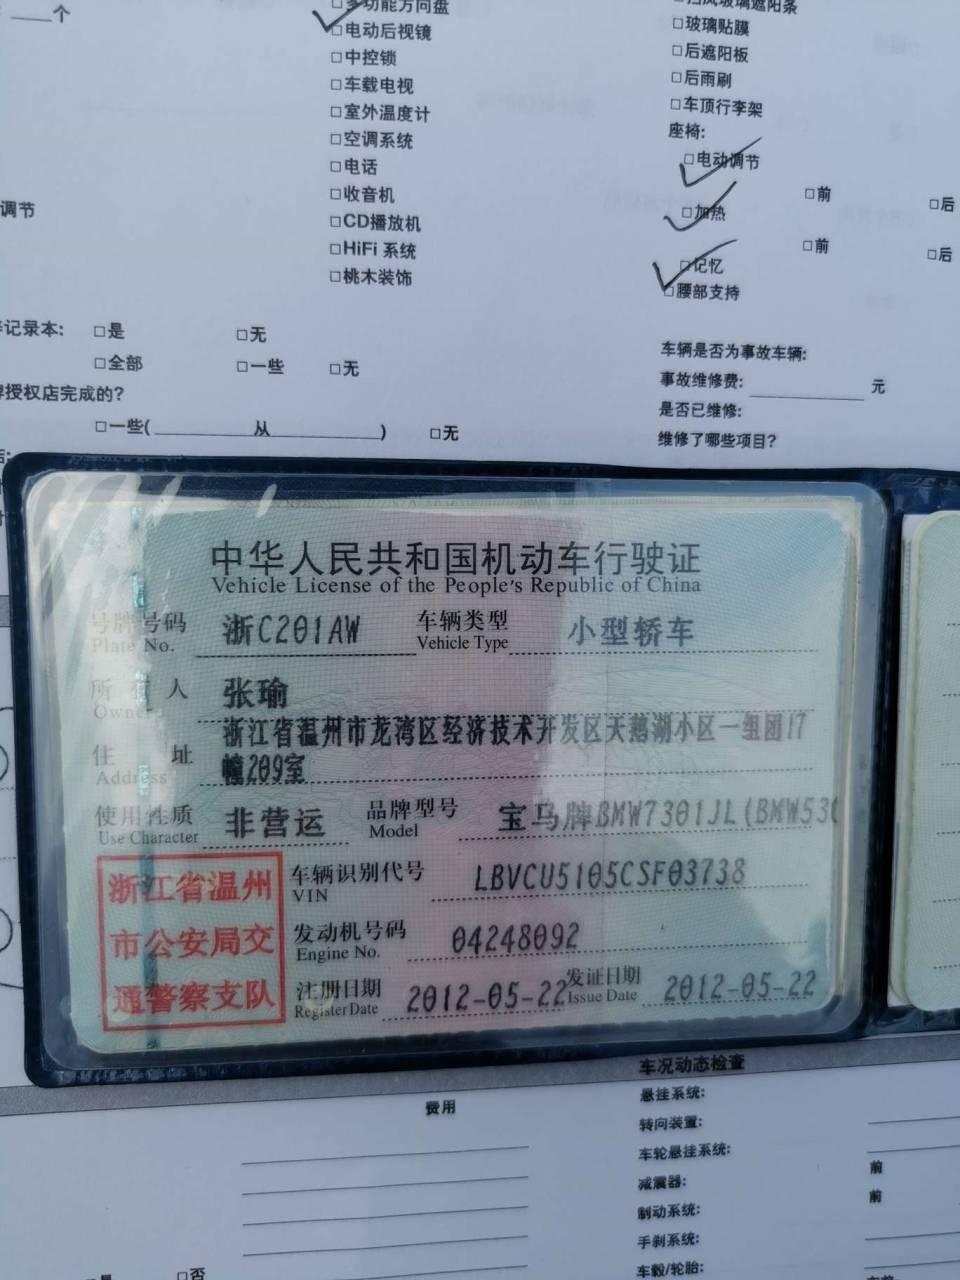 个
□多功能方向盘
□电动后视镜
□中控锁
□车载电视
□室外温度计
□空调系统
□电话
□收音机
□CD播放机
□HiFi 系统
□桃木装饰
□玻璃贴膜
□后遮阳板
□后雨刷
□车顶行李架
座椅:
□电动调节
□前 □后
□加热
□前 □后
□记忆
□腰部支持
调节
记录本: □是 □无
□全部 □一些 □无
授权店完成的?
□一些( 从 ) □无
车辆是否为事故车辆:
事故维修费: 元
是否已维修:
维修了哪些项目?
中华人民共和国机动车行驶证
Vehicle License of the People's Republic of China
号牌号码 浙C201AW 车辆类型 小型轿车
Plate No. Vehicle Type
所有人 张瑜
Owner
住址 浙江省温州市龙湾区经济技术开发区天鹅湖小区一组团17
Address 幢209室
使用性质 非营运 品牌型号 宝马牌BMW7301JL(BMW530
Use Character Model
浙江省温州
市公安局交
通警察支队
车辆识别代号 LBVCU5105CSF03738
VIN
发动机号码 04248092
Engine No.
注册日期 2012-05-22 发证日期 2012-05-22
Register Date Issue Date
费用
车况动态检查
悬挂系统:
转向装置:
车轮悬挂系统:
前
减震器:
前
制动系统:
手刹系统:
车毂/轮胎:
□否